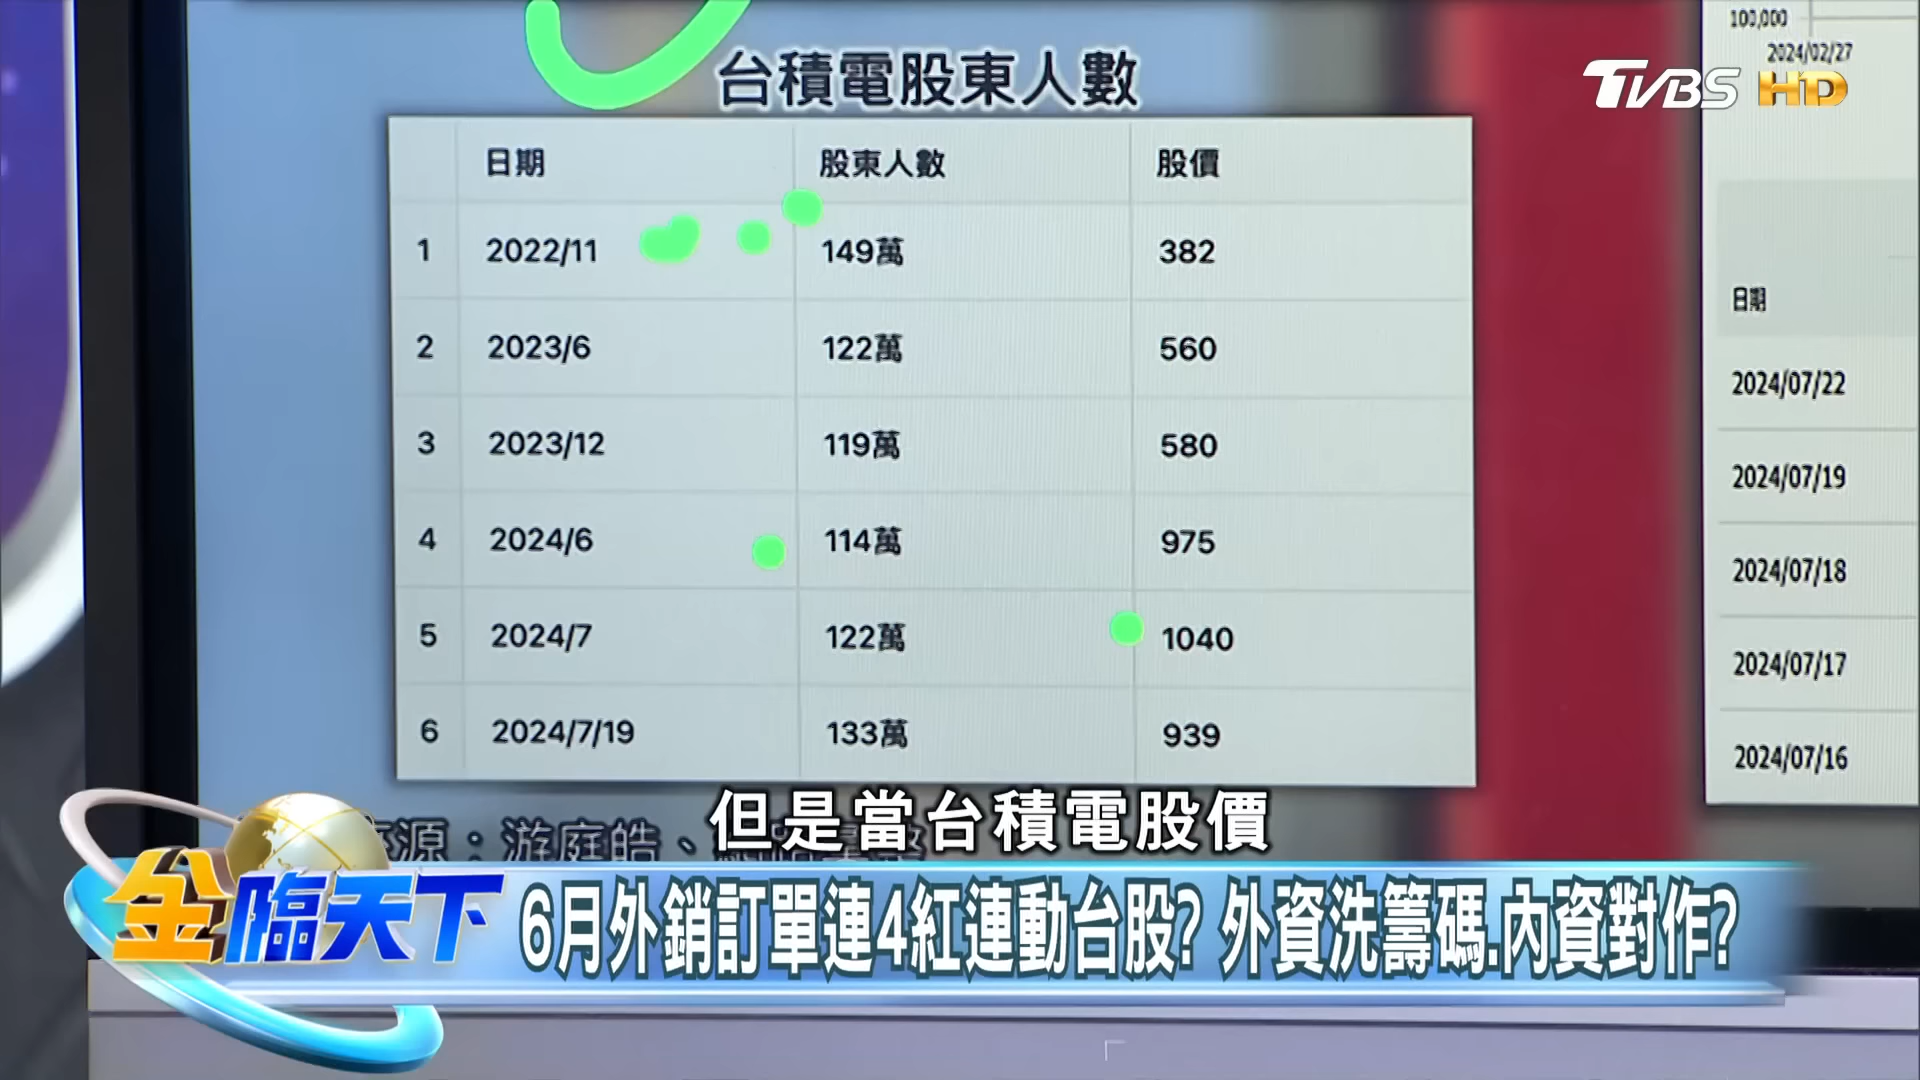 台積電股東人數
日期 股東人數 股價
1 2022/11 149萬 382
2 2023/6 122萬 560
3 2023/12 119萬 580
4 2024/6 114萬 975
5 2024/7 122萬 1040
6 2024/7/19 133萬 939
100,000
2024/02/27
TVBS HD
日期
2024/07/22
2024/07/19
2024/07/18
2024/07/17
2024/07/16
源：游庭皓、
但是當台積電股價
金臨天下
6月外銷訂單連4紅連動台股? 外資洗籌碼.內資對作?